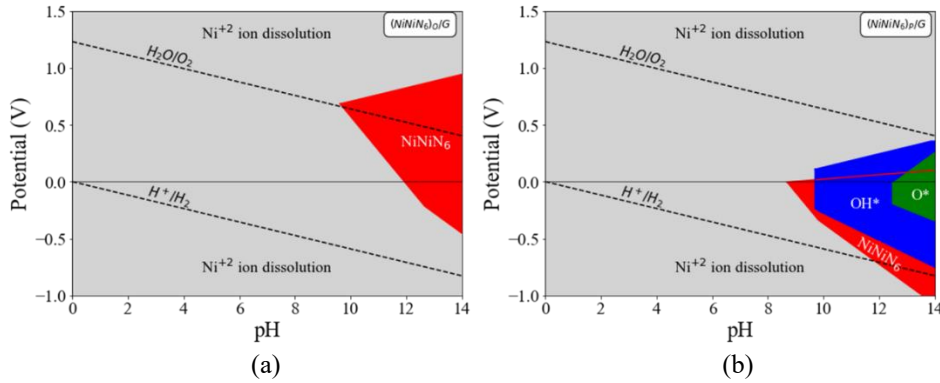 (NiNiN₆)_O/G
Ni⁺² ion dissolution
H₂O/O₂
NiNiN₆
H⁺/H₂
Ni⁺² ion dissolution
1.5
1.0
0.5
0.0
−0.5
−1.0
Potential (V)
0 2 4 6 8 10 12 14
pH
(a)
(NiNiN₆)_P/G
Ni⁺² ion dissolution
H₂O/O₂
H⁺/H₂
OH*
O*
NiNiN₆
Ni⁺² ion dissolution
1.5
1.0
0.5
0.0
−0.5
−1.0
Potential (V)
0 2 4 6 8 10 12 14
pH
(b)